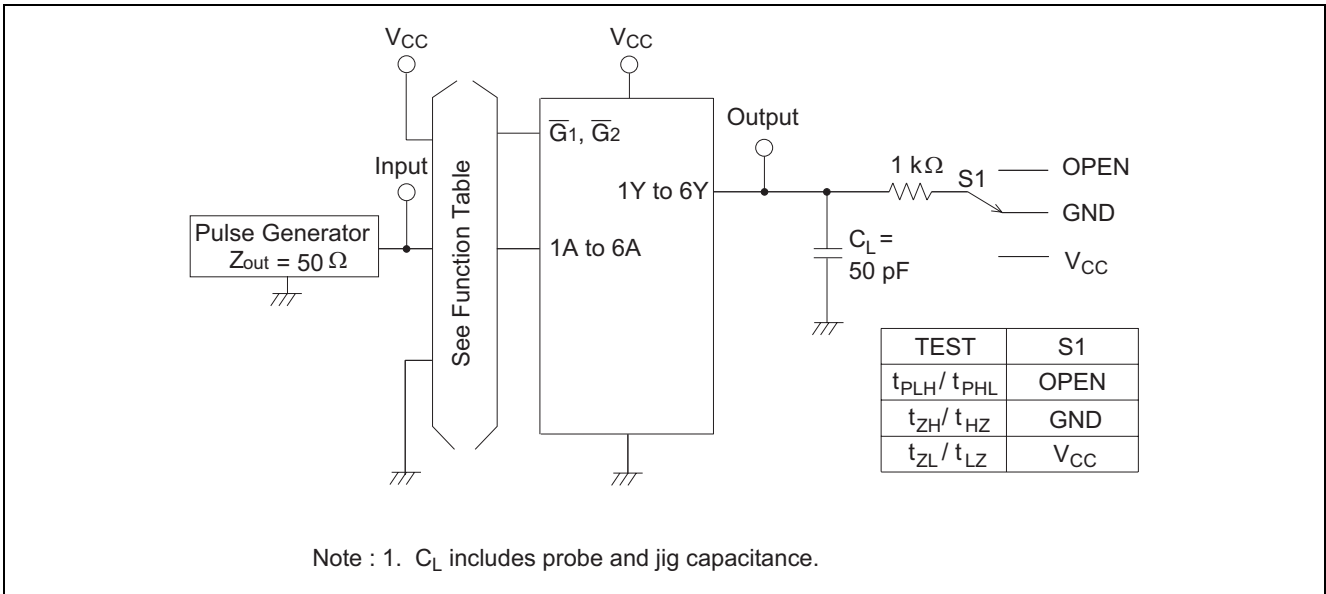 VCC
VCC
Input
Output
Pulse Generator
Zout = 50 Ω
See Function Table
G̅1, G̅2
1A to 6A
1Y to 6Y
1 kΩ
S1
OPEN
GND
VCC
CL =
50 pF
TEST S1
tPLH / tPHL OPEN
tZH / tHZ GND
tZL / tLZ VCC
Note : 1. CL includes probe and jig capacitance.